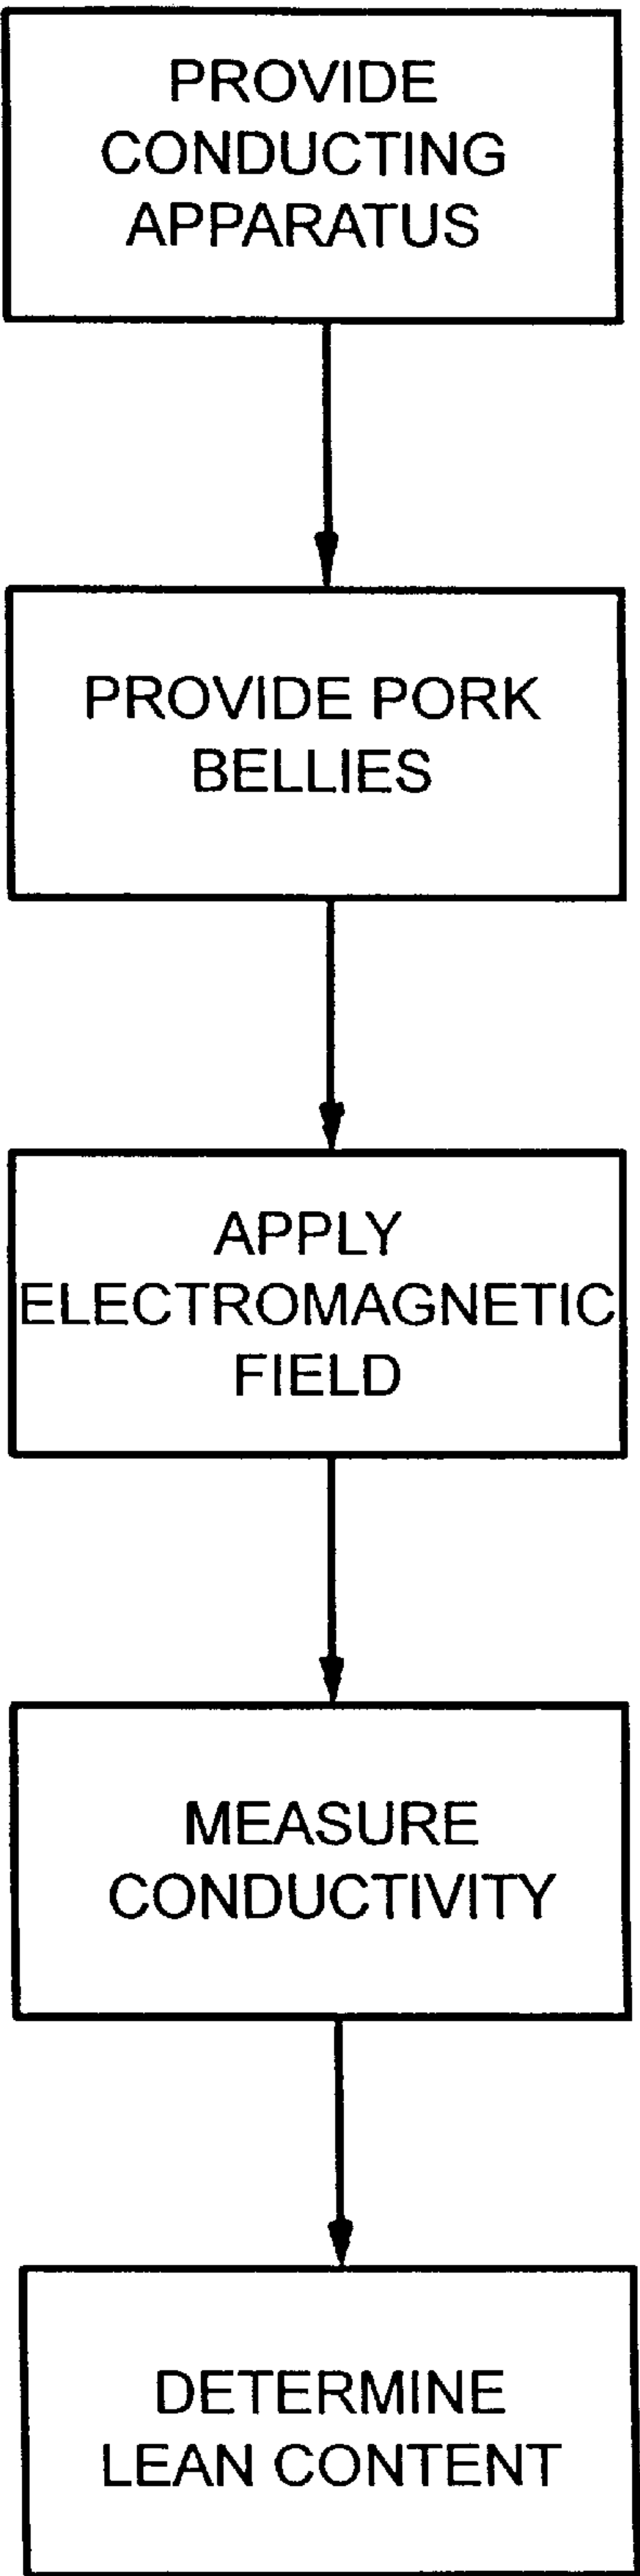 PROVIDE
CONDUCTING
APPARATUS
PROVIDE PORK
BELLIES
APPLY
ELECTROMAGNETIC
FIELD
MEASURE
CONDUCTIVITY
DETERMINE
LEAN CONTENT